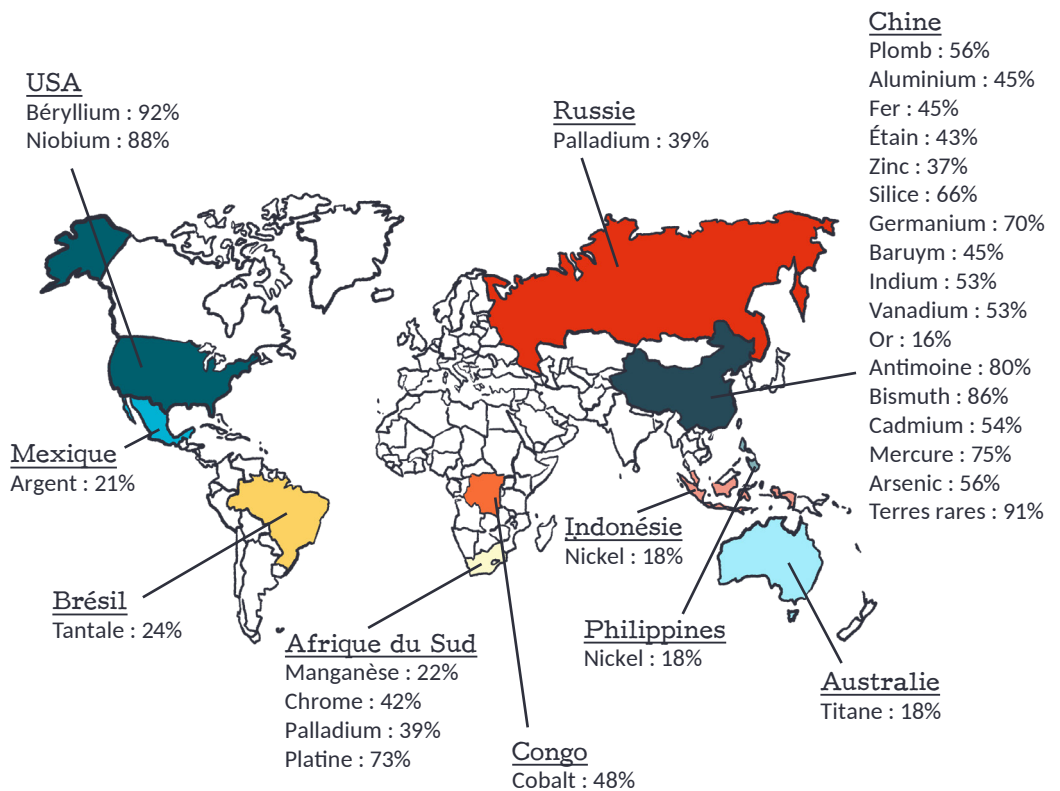 USA
Béryllium : 92%
Niobium : 88%
Russie
Palladium : 39%
Chine
Plomb : 56%
Aluminium : 45%
Fer : 45%
Étain : 43%
Zinc : 37%
Silice : 66%
Germanium : 70%
Baruym : 45%
Indium : 53%
Vanadium : 53%
Or : 16%
Antimoine : 80%
Bismuth : 86%
Cadmium : 54%
Mercure : 75%
Arsenic : 56%
Terres rares : 91%
Mexique
Argent : 21%
Brésil
Tantale : 24%
Afrique du Sud
Manganèse : 22%
Chrome : 42%
Palladium : 39%
Platine : 73%
Congo
Cobalt : 48%
Indonésie
Nickel : 18%
Philippines
Nickel : 18%
Australie
Titane : 18%